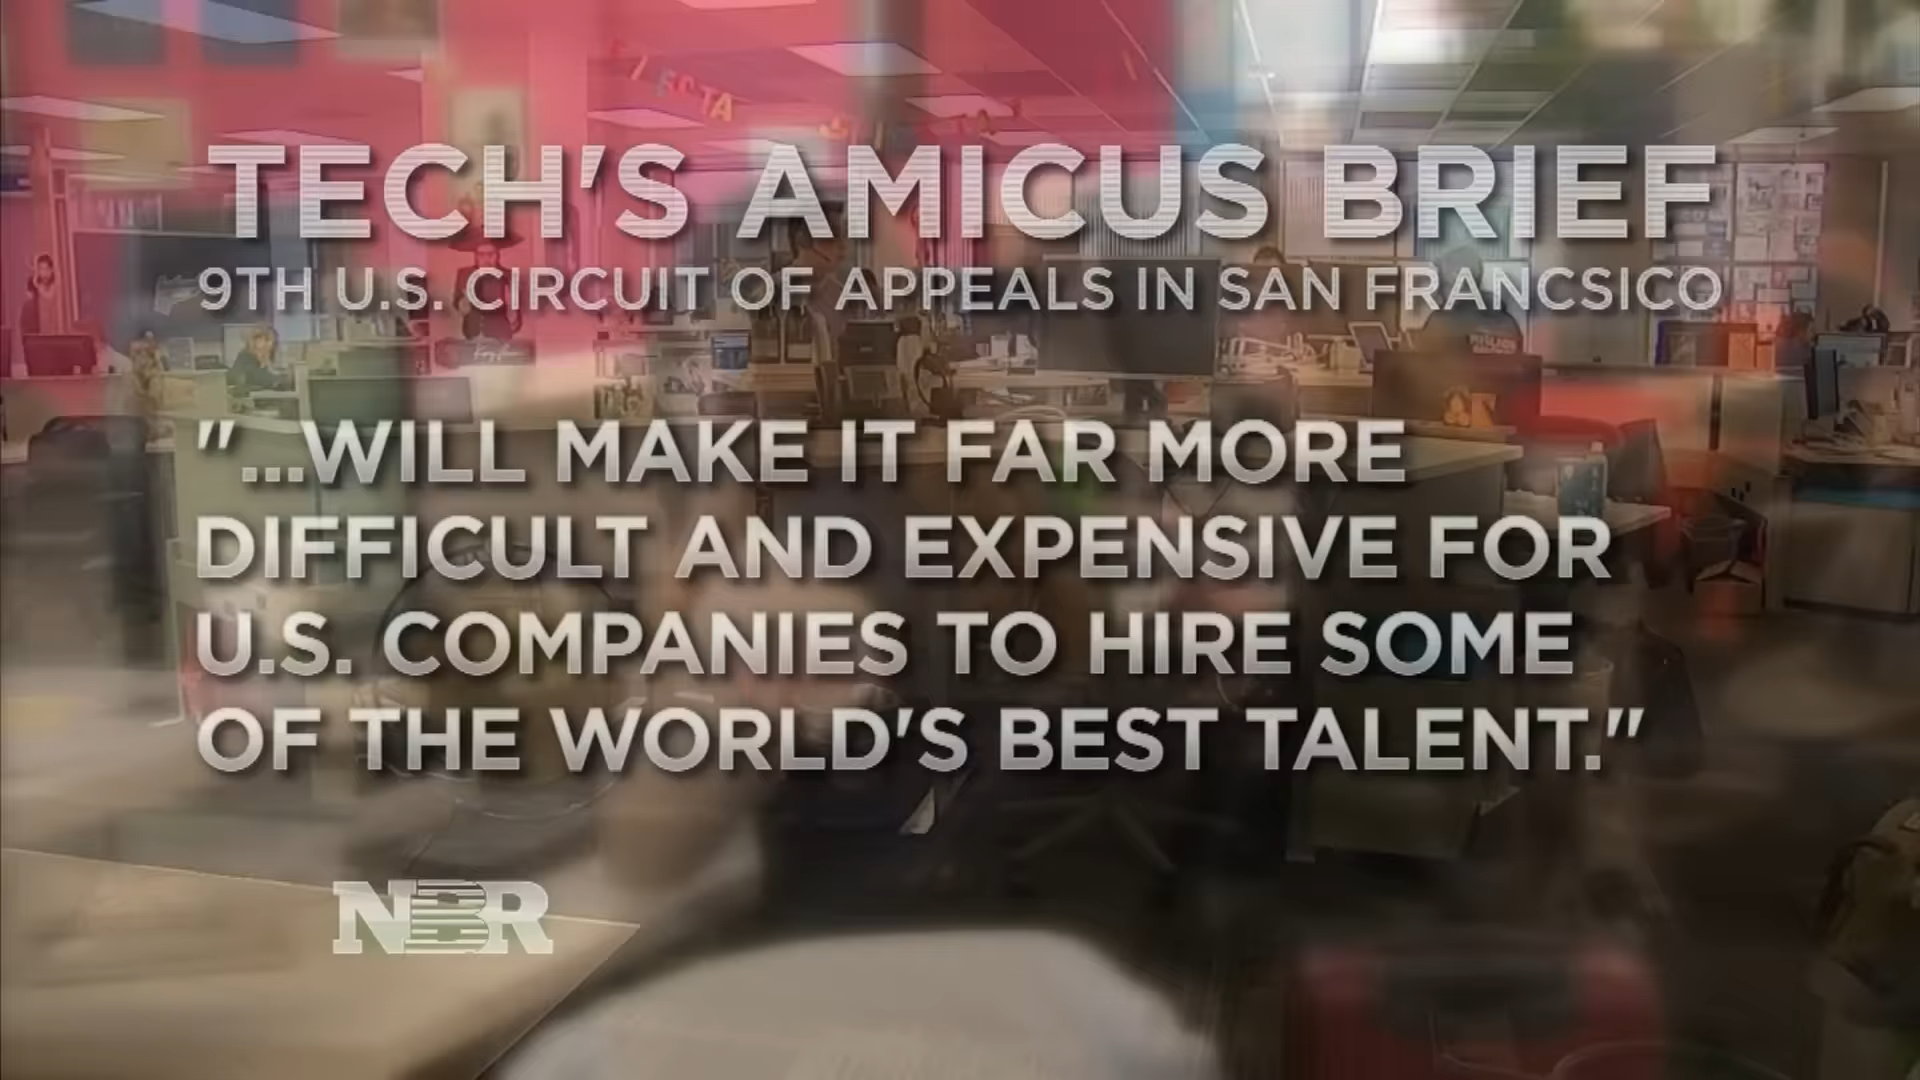 TECH'S AMICUS BRIEF
9TH U.S. CIRCUIT OF APPEALS IN SAN FRANCSICO
"...WILL MAKE IT FAR MORE
DIFFICULT AND EXPENSIVE FOR
U.S. COMPANIES TO HIRE SOME
OF THE WORLD'S BEST TALENT."
NBR